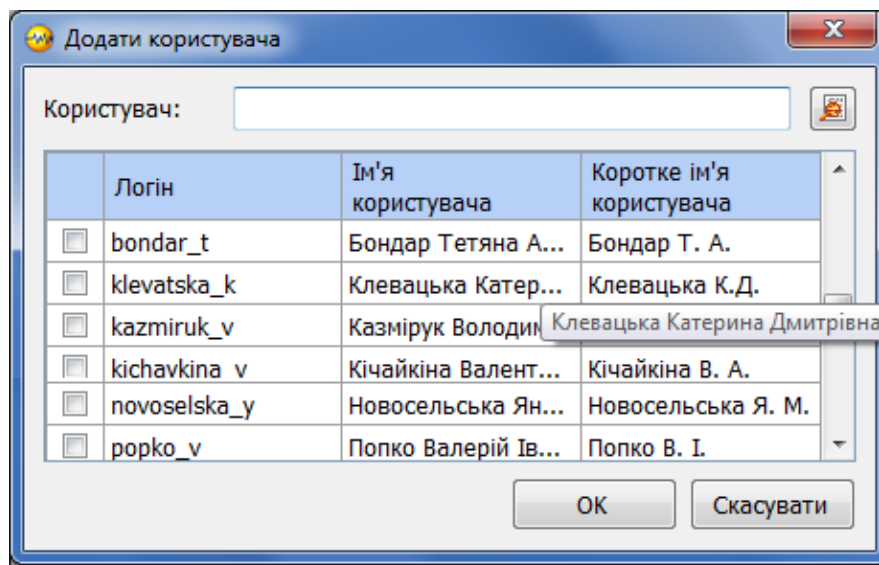 Додати користувача
Користувач:
Логін Ім'я користувача Коротке ім'я користувача
bondar_t Бондар Тетяна А... Бондар Т. А.
klevatska_k Клевацька Катер... Клевацька К.Д.
kazmiruk_v Казмірук Володим Клевацька Катерина Дмитрівна
kichavkina_v Кічайкіна Валент... Кічайкіна В. А.
novoselska_y Новосельська Ян... Новосельська Я. М.
popko_v Попко Валерій Ів... Попко В. І.
OK Скасувати